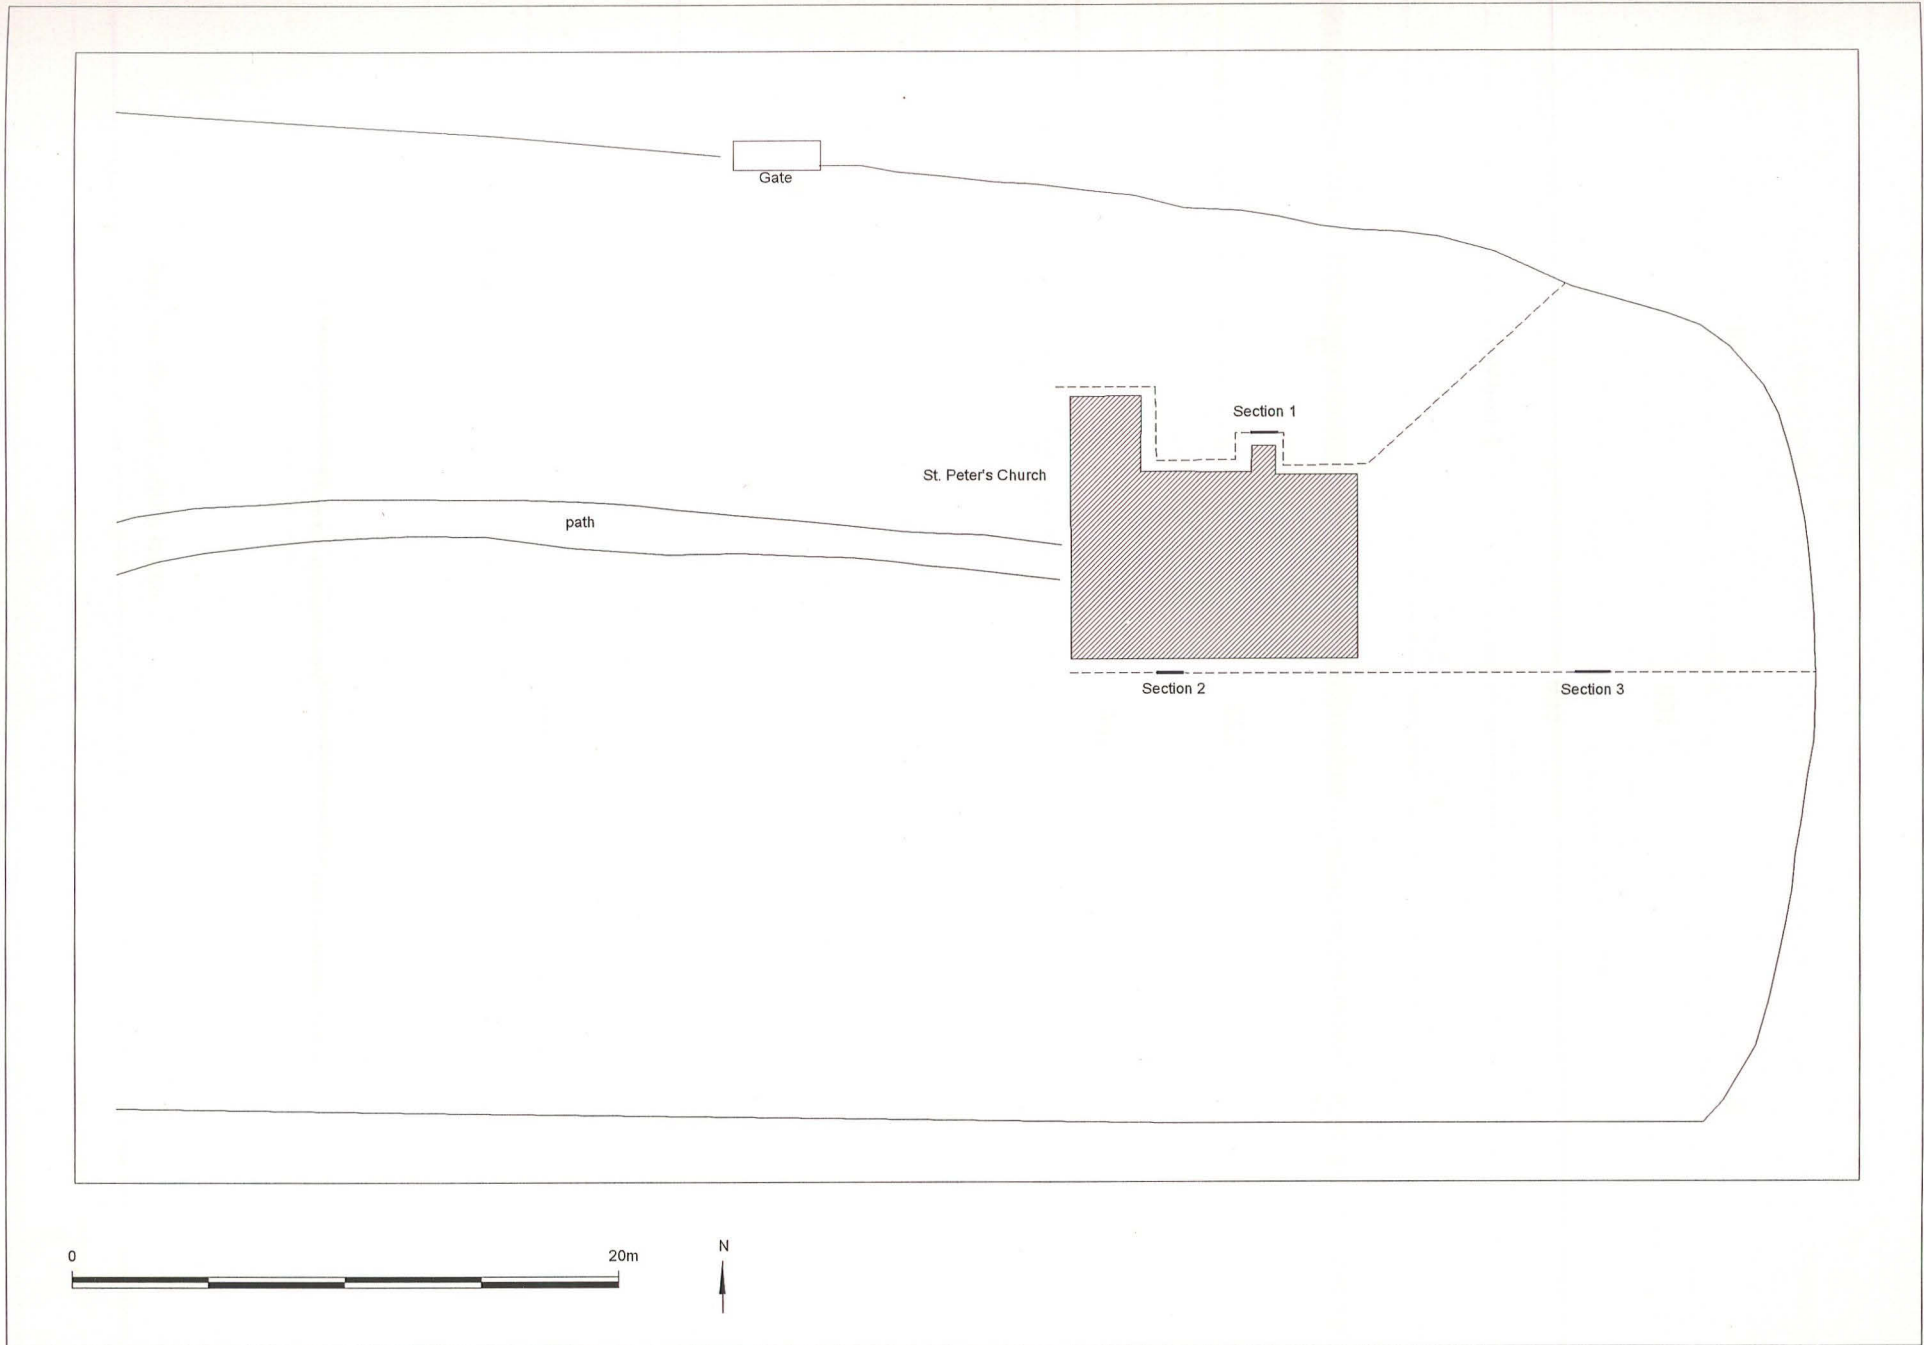 Gate
Section 1
St. Peter's Church
path
Section 2
Section 3
0
20m
N